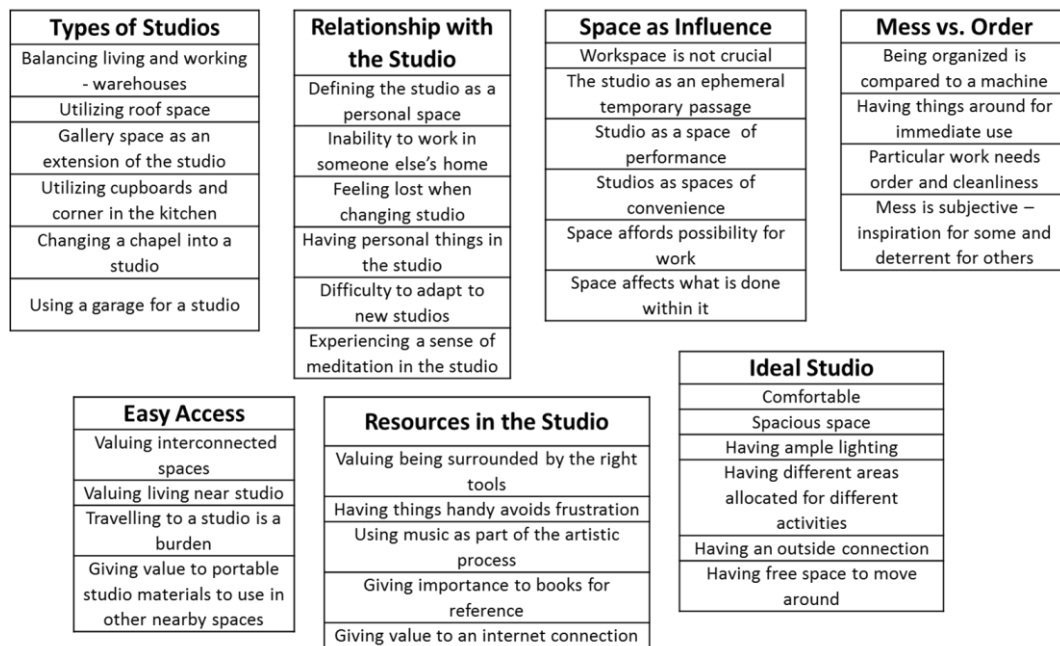 Types of Studios
Balancing living and working
- warehouses
Utilizing roof space
Gallery space as an
extension of the studio
Utilizing cupboards and
corner in the kitchen
Changing a chapel into a
studio
Using a garage for a studio
Relationship with
the Studio
Defining the studio as a
personal space
Inability to work in
someone else's home
Feeling lost when
changing studio
Having personal things in
the studio
Difficulty to adapt to
new studios
Experiencing a sense of
meditation in the studio
Space as Influence
Workspace is not crucial
The studio as an ephemeral
temporary passage
Studio as a space of
performance
Studios as spaces of
convenience
Space affords possibility for
work
Space affects what is done
within it
Mess vs. Order
Being organized is
compared to a machine
Having things around for
immediate use
Particular work needs
order and cleanliness
Mess is subjective –
inspiration for some and
deterrent for others
Easy Access
Valuing interconnected
spaces
Valuing living near studio
Travelling to a studio is a
burden
Giving value to portable
studio materials to use in
other nearby spaces
Resources in the Studio
Valuing being surrounded by the right
tools
Having things handy avoids frustration
Using music as part of the artistic
process
Giving importance to books for
reference
Giving value to an internet connection
Ideal Studio
Comfortable
Spacious space
Having ample lighting
Having different areas
allocated for different
activities
Having an outside connection
Having free space to move
around